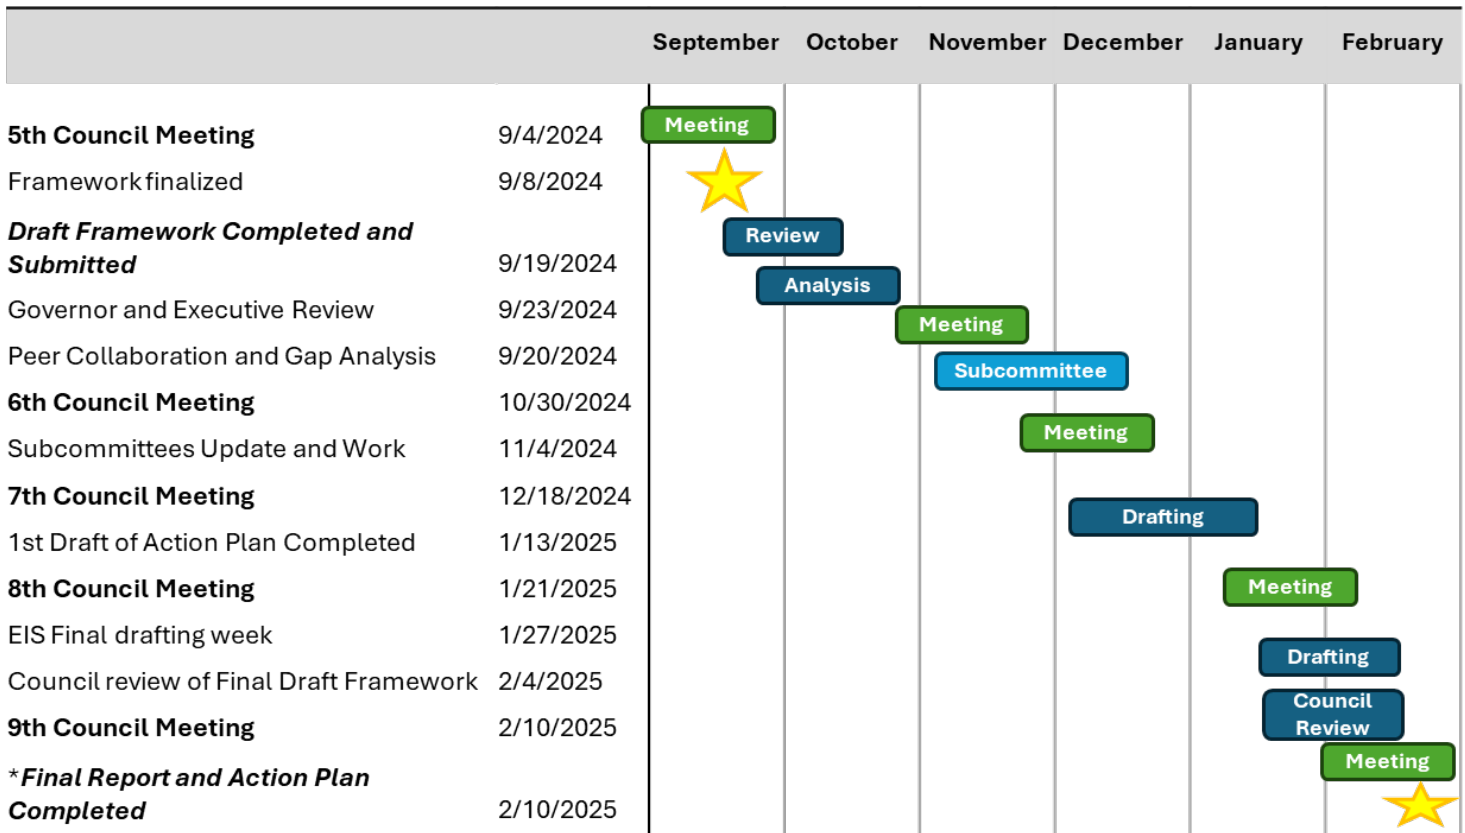 September October November December January February
5th Council Meeting 9/4/2024 Meeting
Framework finalized 9/8/2024
Draft Framework Completed and
Submitted 9/19/2024
Review
Analysis
Governor and Executive Review 9/23/2024
Meeting
Peer Collaboration and Gap Analysis 9/20/2024
Subcommittee
6th Council Meeting 10/30/2024
Meeting
Subcommittees Update and Work 11/4/2024
7th Council Meeting 12/18/2024
Drafting
1st Draft of Action Plan Completed 1/13/2025
8th Council Meeting 1/21/2025 Meeting
EIS Final drafting week 1/27/2025
Drafting
Council review of Final Draft Framework 2/4/2025
Council
Review
9th Council Meeting 2/10/2025
Meeting
*Final Report and Action Plan
Completed 2/10/2025